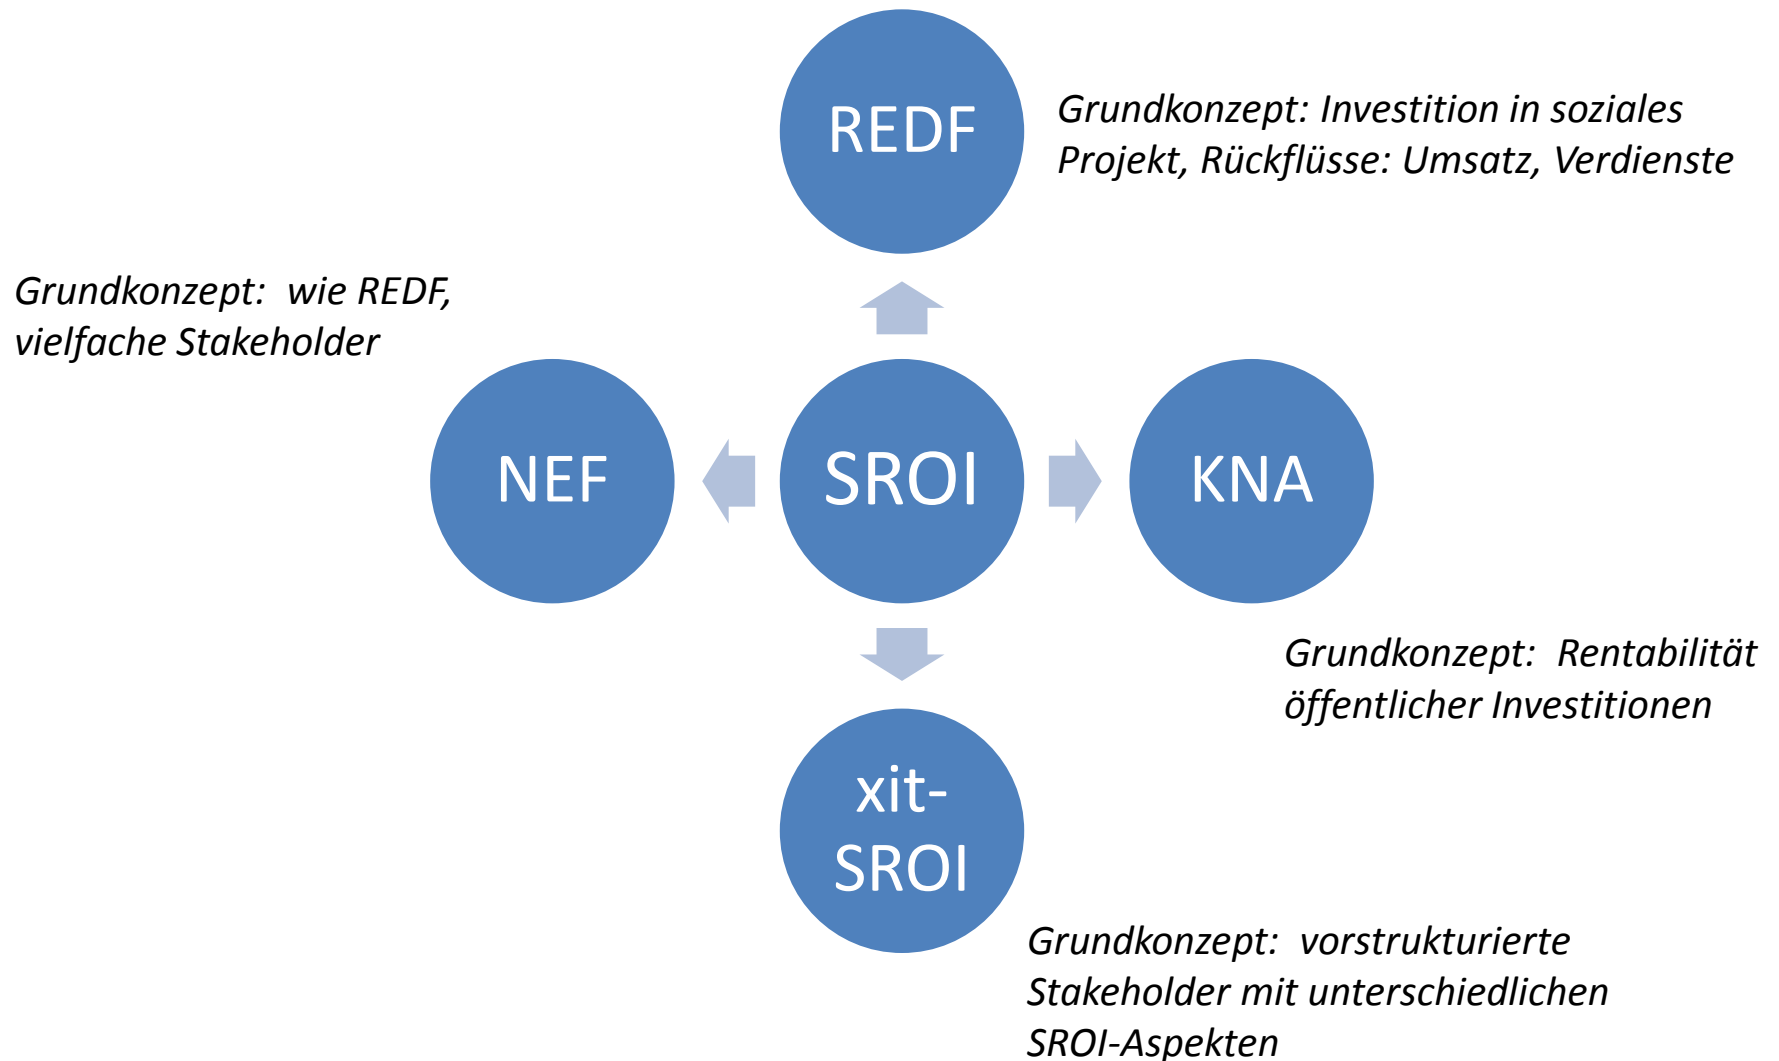 REDF
Grundkonzept: Investition in soziales
Projekt, Rückflüsse: Umsatz, Verdienste
Grundkonzept: wie REDF,
vielfache Stakeholder
NEF
SROI
KNA
Grundkonzept: Rentabilität
öffentlicher Investitionen
xit-
SROI
Grundkonzept: vorstrukturierte
Stakeholder mit unterschiedlichen
SROI-Aspekten